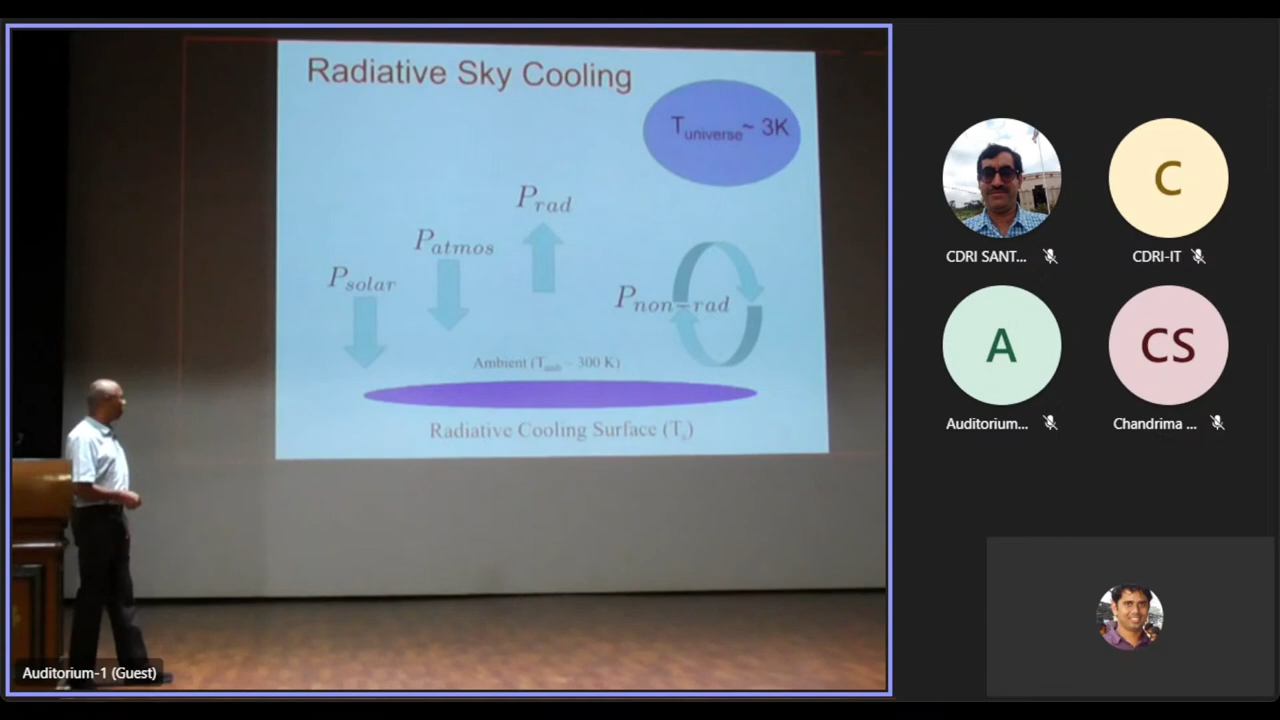 Radiative Sky Cooling
Tuniverse~ 3K
Prad
Patmos
Psolar
Pnon-rad
Ambient (Tamb ~ 300 K)
Radiative Cooling Surface (Ts)
Auditorium-1 (Guest)
CDRI SANT...
C
CDRI-IT
A
Auditorium...
CS
Chandrima ...